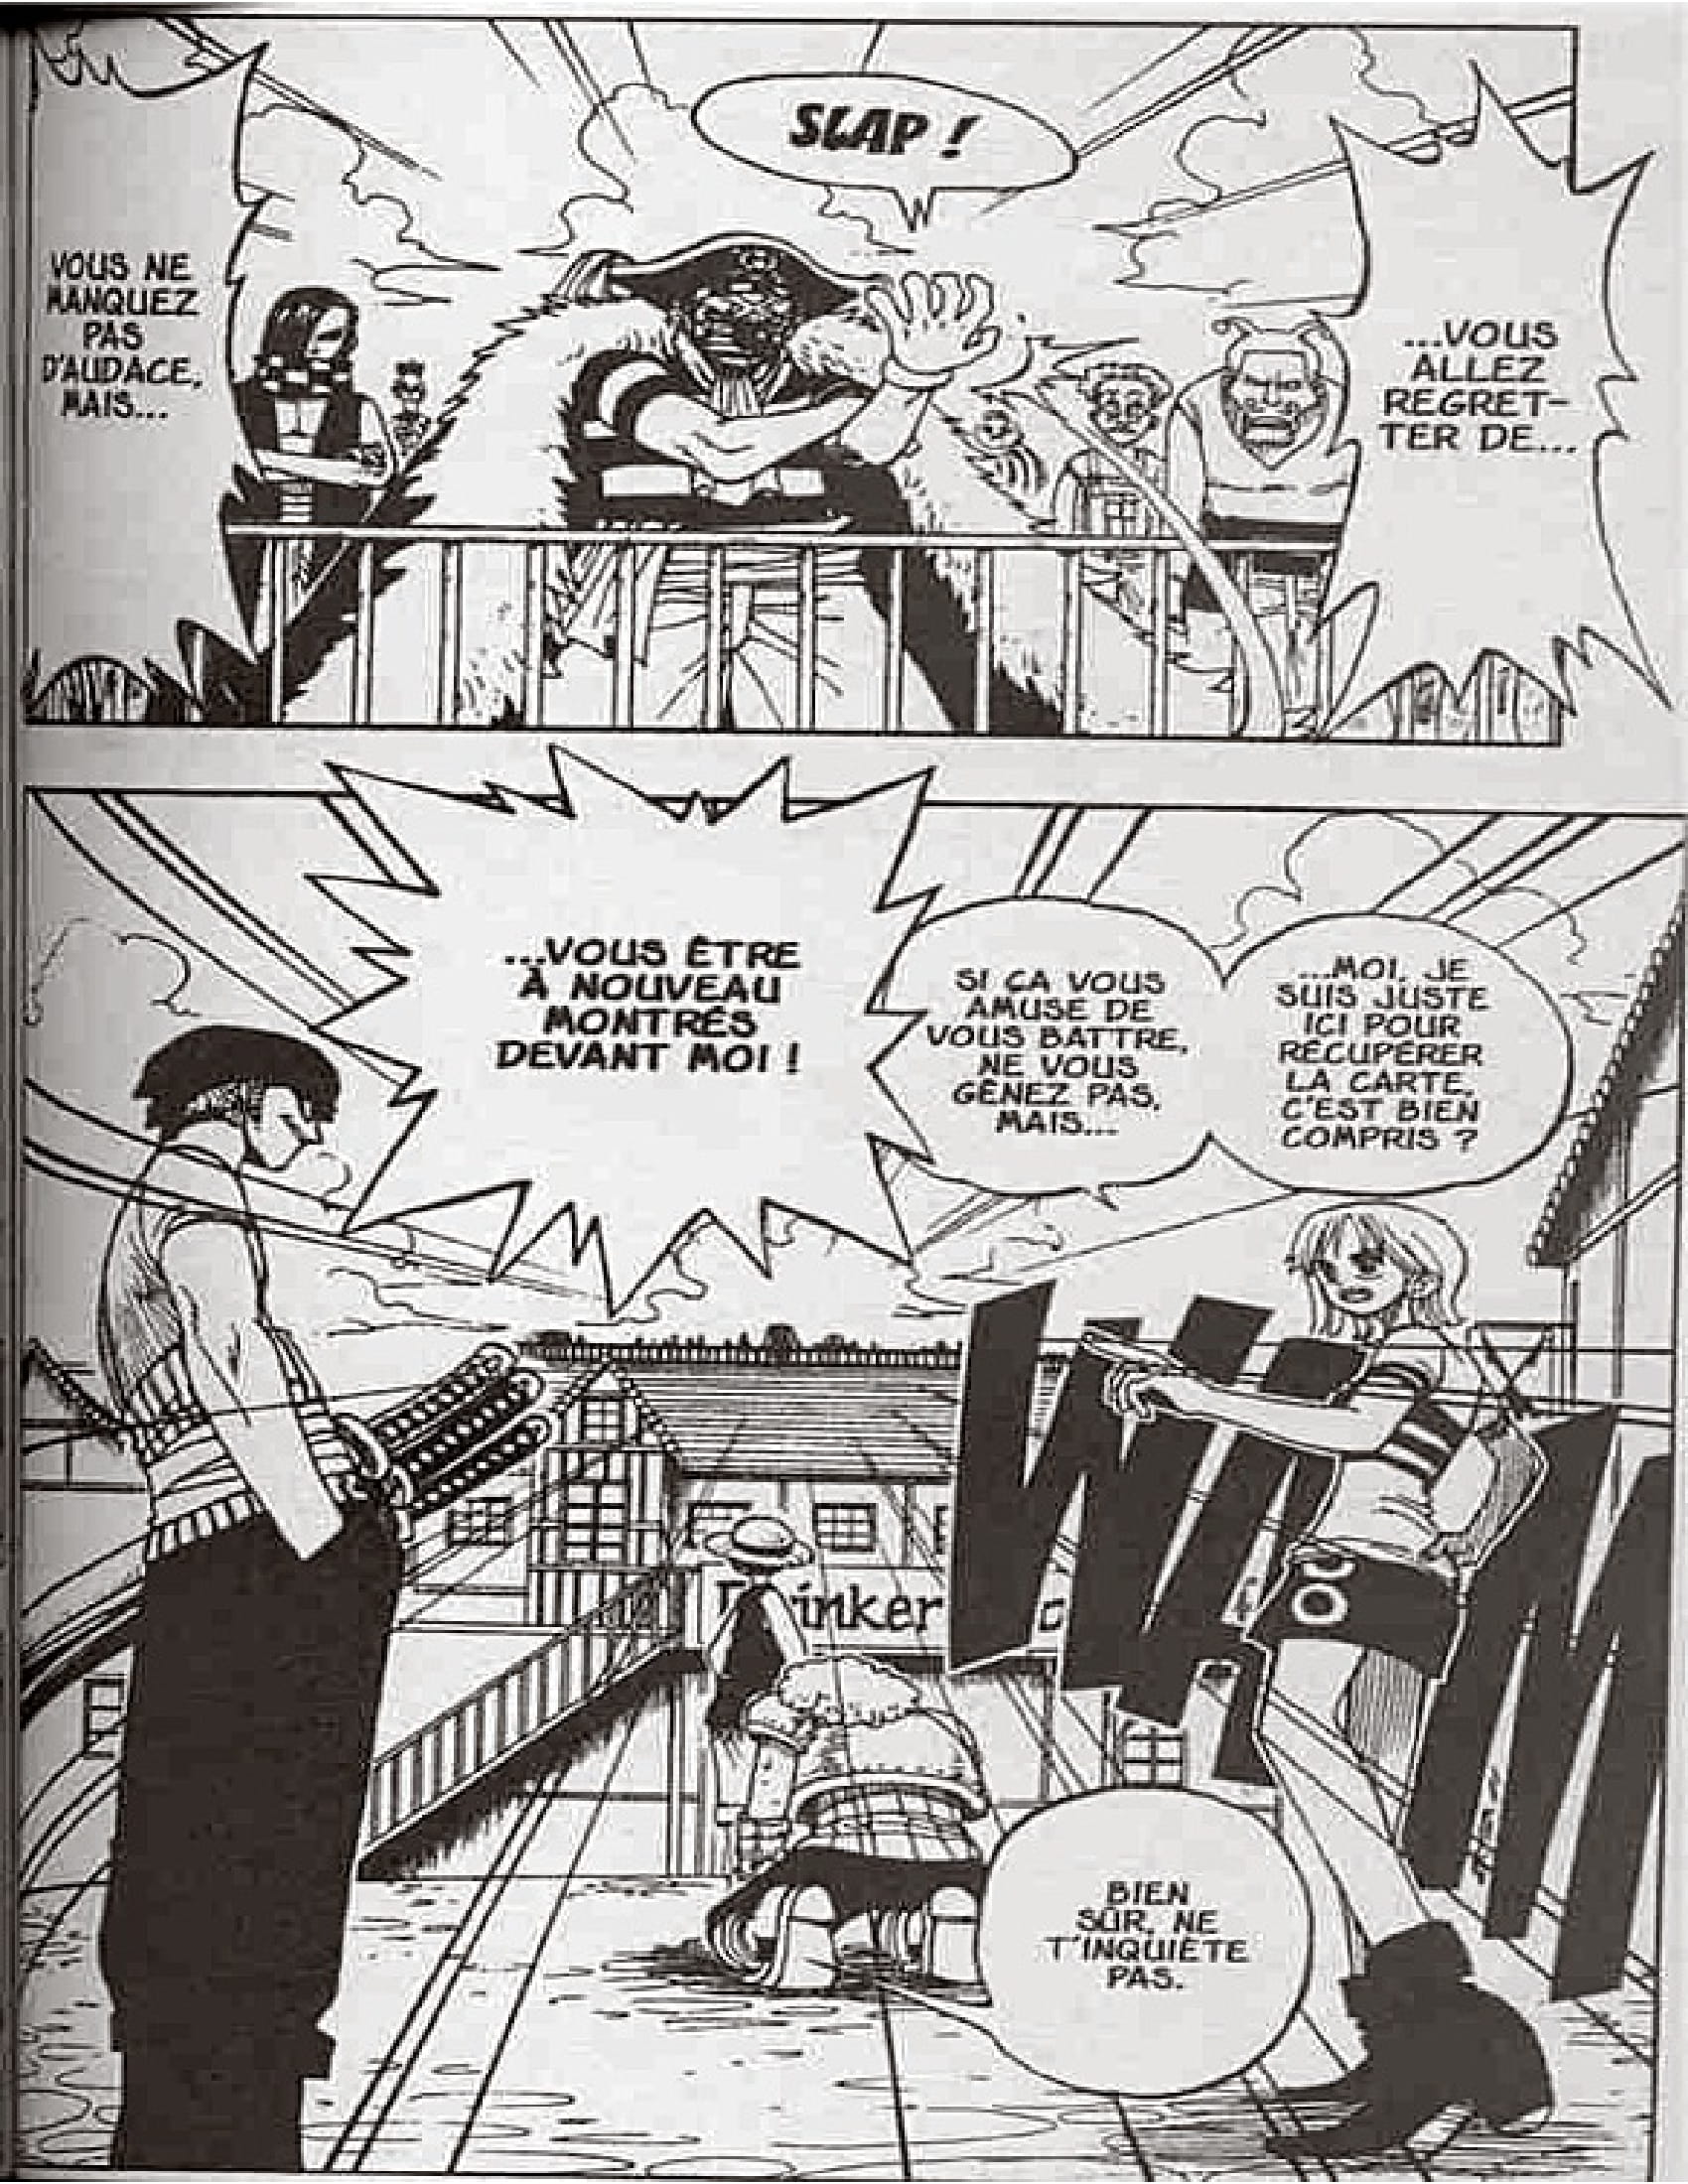 SLAP !
VOUS NE
MANQUEZ
PAS
D'AUDACE,
MAIS...
...VOUS
ALLEZ
REGRET-
TER DE...
...VOUS ÊTRE
À NOUVEAU
MONTRÉS
DEVANT MOI !
SI ÇA VOUS
AMUSE DE
VOUS BATTRE,
NE VOUS
GÊNEZ PAS,
MAIS...
...MOI, JE
SUIS JUSTE
ICI POUR
RÉCUPÉRER
LA CARTE,
C'EST BIEN
COMPRIS ?
inker
BIEN
SÛR, NE
T'INQUIÈTE
PAS.